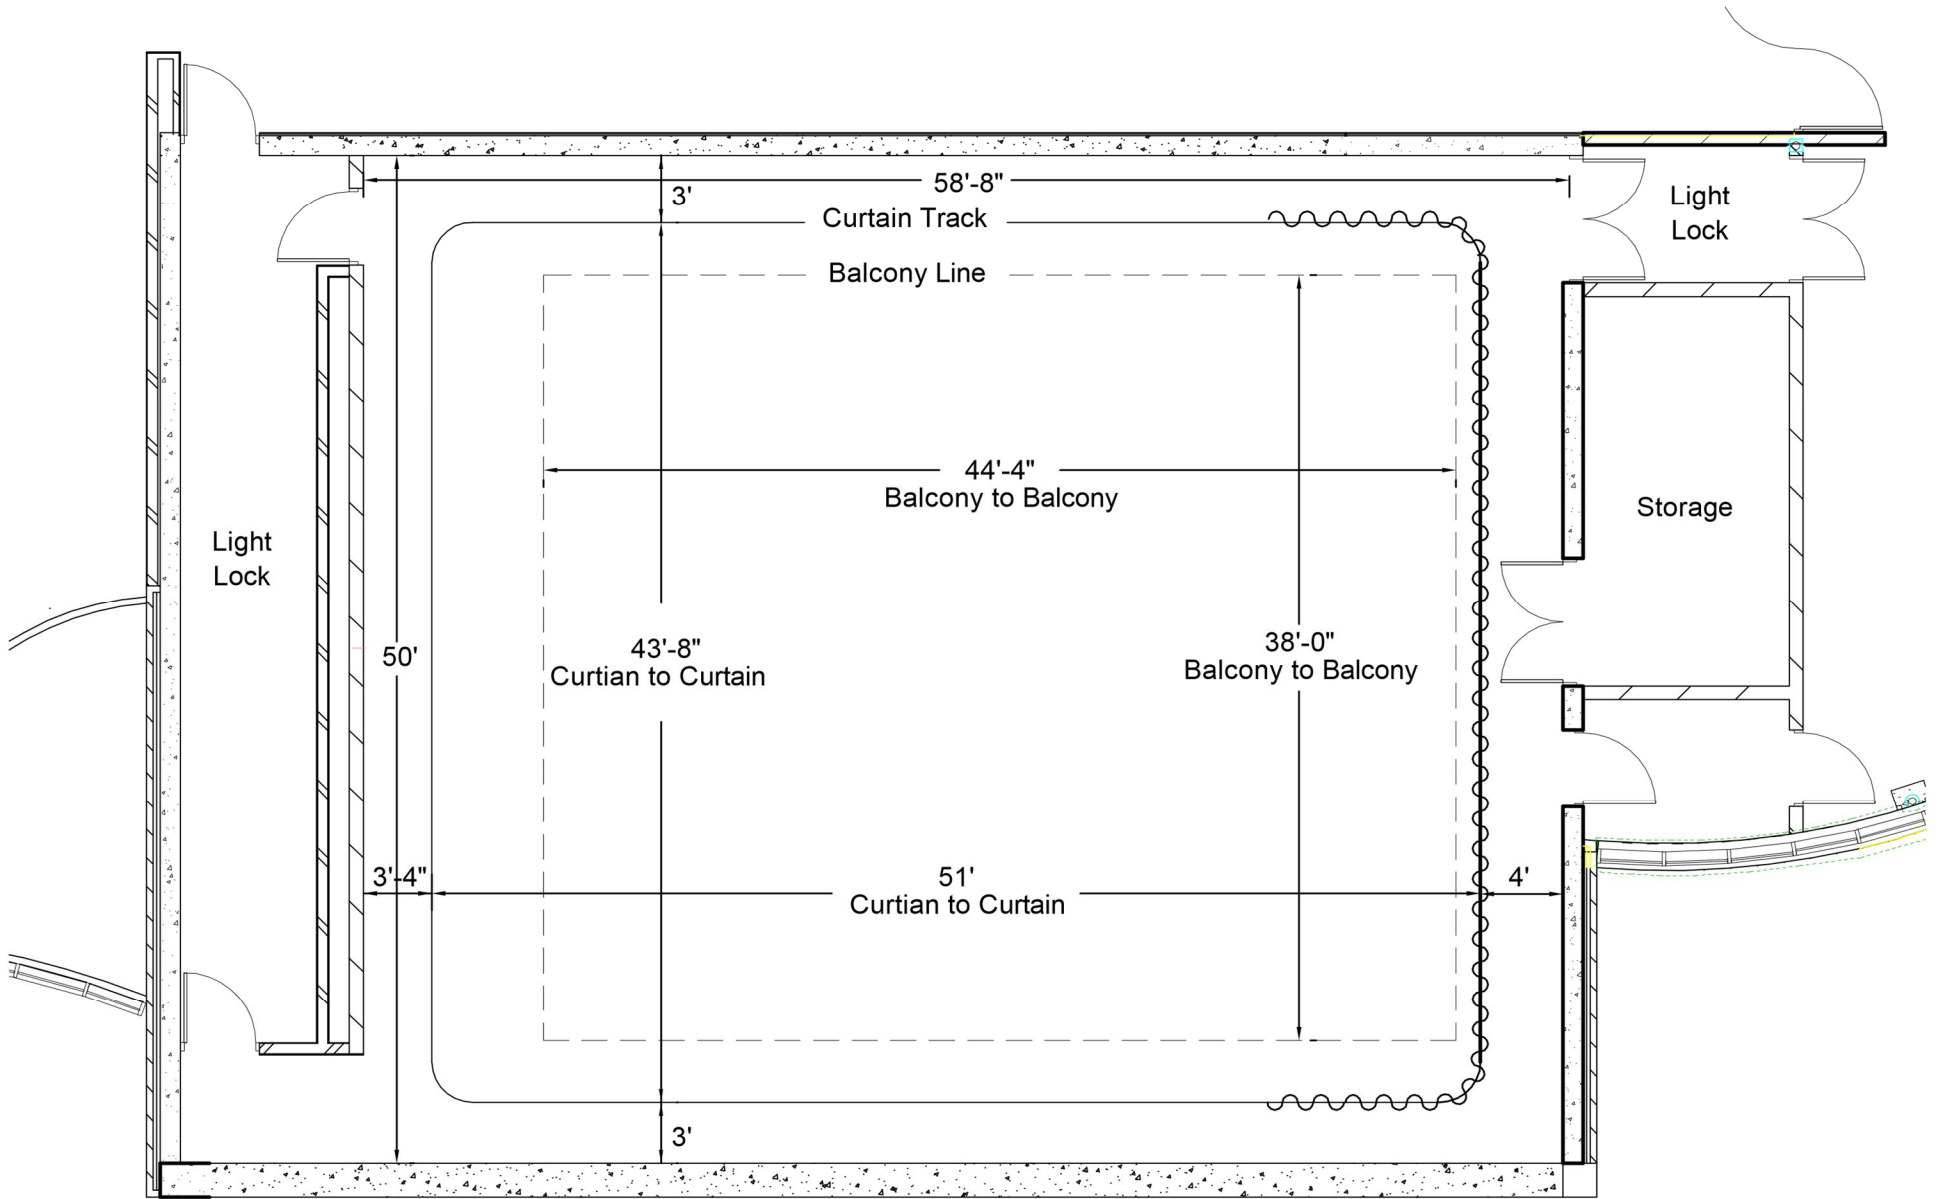 58'-8"
3'
Light
Lock
Curtain Track
Balcony Line
44'-4"
Balcony to Balcony
Storage
Light
Lock
38'-0"
Balcony to Balcony
43'-8"
Curtian to Curtain
50'
3'-4"
51'
Curtian to Curtain
4'
3'